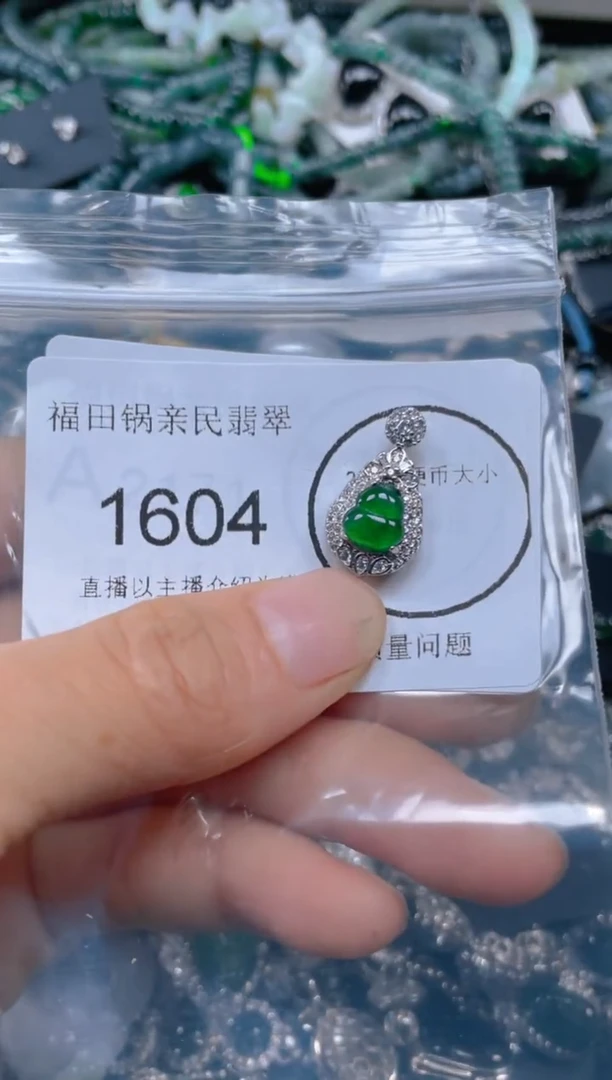 福田锅亲民翡翠
硬币大小
1604
直播以主播介绍为
质量问题